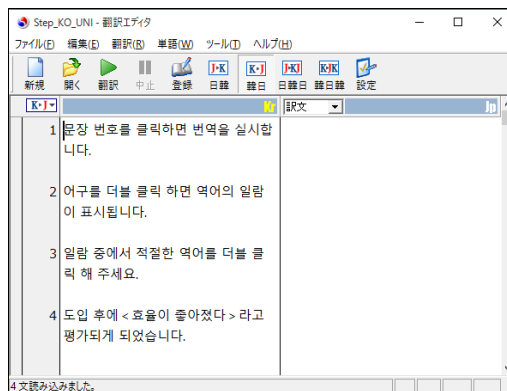 Step_KO_UNI - 翻訳エディタ
ファイル(F) 編集(E) 翻訳(R) 単語(W) ツール(T) ヘルプ(H)
J•K K•J J•KJ K•JK
新規 開く 翻訳 中止 登録 日韓 韓日 日韓日 韓日韓 設定
K•J Kr 訳文 Jp
1 문장 번호를 클릭하면 번역을 실시합
니다.
2 어구를 더블 클릭 하면 역어의 일람
이 표시됩니다.
3 일람 중에서 적절한 역어를 더블 클
릭 해 주세요.
4 도입 후에 < 효율이 좋아졌다 > 라고
평가되게 되었습니다.
4 文読み込みました。